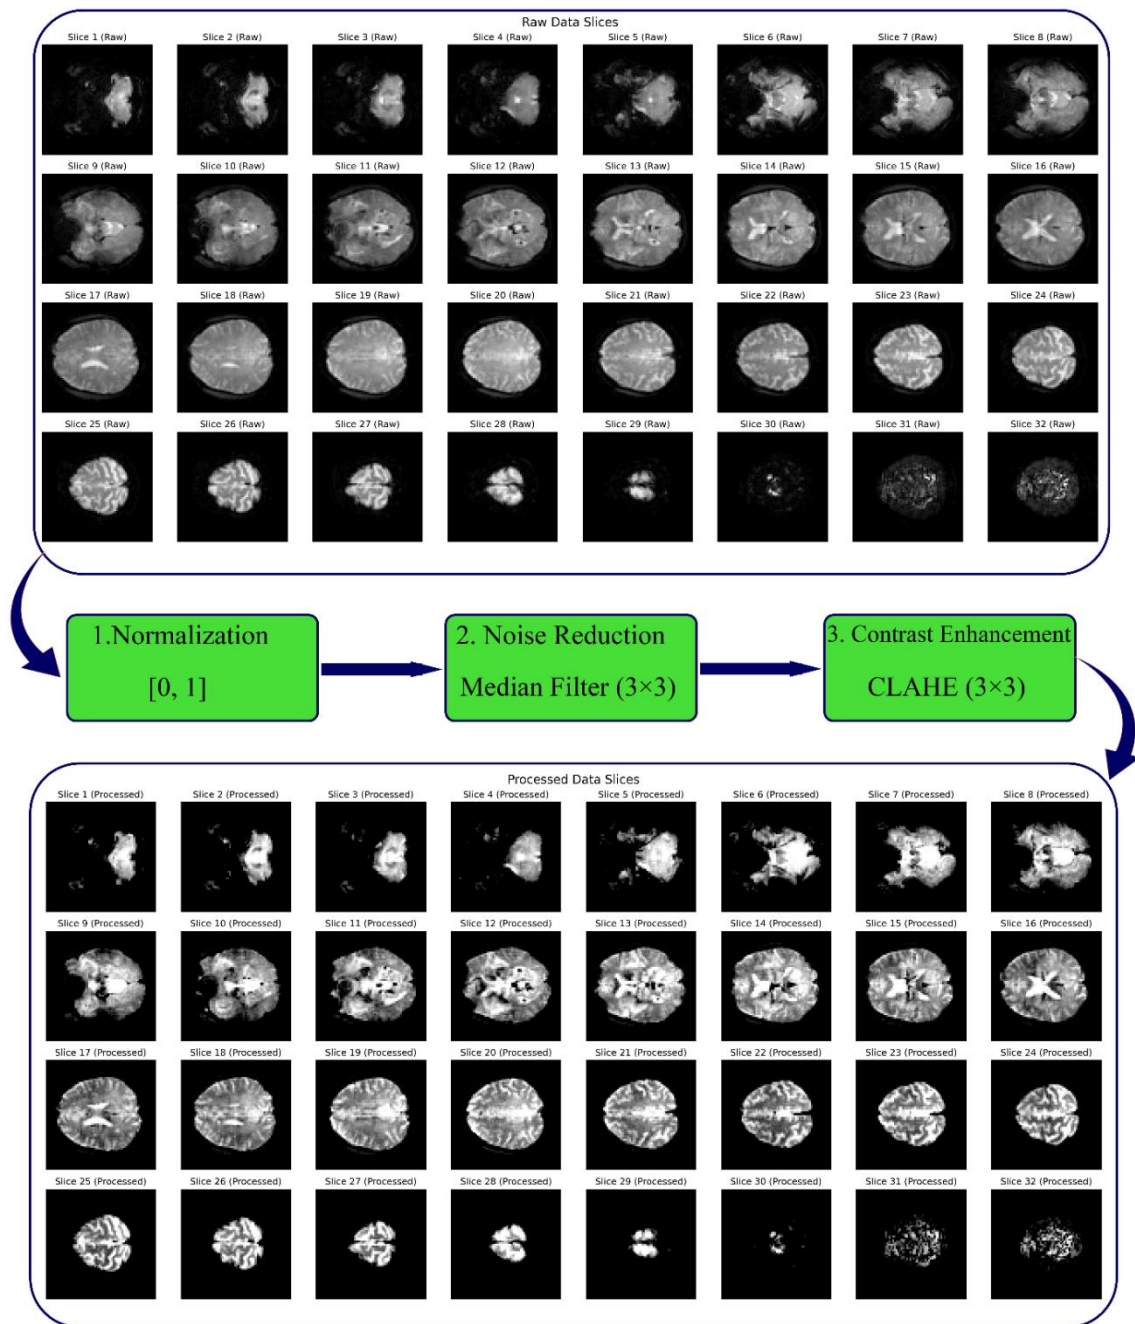 Raw Data Slices
Slice 1 (Raw) Slice 2 (Raw) Slice 3 (Raw) Slice 4 (Raw) Slice 5 (Raw) Slice 6 (Raw) Slice 7 (Raw) Slice 8 (Raw)
Slice 9 (Raw) Slice 10 (Raw) Slice 11 (Raw) Slice 12 (Raw) Slice 13 (Raw) Slice 14 (Raw) Slice 15 (Raw) Slice 16 (Raw)
Slice 17 (Raw) Slice 18 (Raw) Slice 19 (Raw) Slice 20 (Raw) Slice 21 (Raw) Slice 22 (Raw) Slice 23 (Raw) Slice 24 (Raw)
Slice 25 (Raw) Slice 26 (Raw) Slice 27 (Raw) Slice 28 (Raw) Slice 29 (Raw) Slice 30 (Raw) Slice 31 (Raw) Slice 32 (Raw)
1.Normalization
[0, 1]
2. Noise Reduction
Median Filter (3×3)
3. Contrast Enhancement
CLAHE (3×3)
Processed Data Slices
Slice 1 (Processed) Slice 2 (Processed) Slice 3 (Processed) Slice 4 (Processed) Slice 5 (Processed) Slice 6 (Processed) Slice 7 (Processed) Slice 8 (Processed)
Slice 9 (Processed) Slice 10 (Processed) Slice 11 (Processed) Slice 12 (Processed) Slice 13 (Processed) Slice 14 (Processed) Slice 15 (Processed) Slice 16 (Processed)
Slice 17 (Processed) Slice 18 (Processed) Slice 19 (Processed) Slice 20 (Processed) Slice 21 (Processed) Slice 22 (Processed) Slice 23 (Processed) Slice 24 (Processed)
Slice 25 (Processed) Slice 26 (Processed) Slice 27 (Processed) Slice 28 (Processed) Slice 29 (Processed) Slice 30 (Processed) Slice 31 (Processed) Slice 32 (Processed)